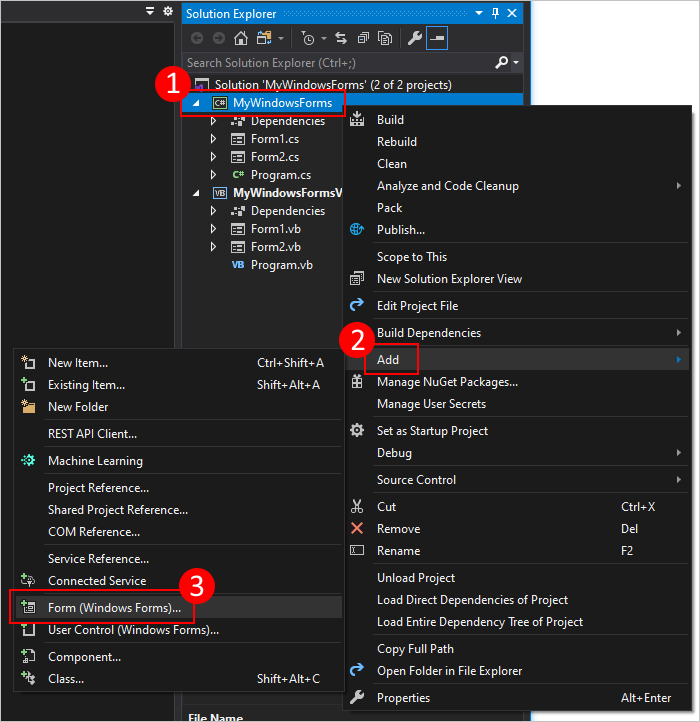 Solution Explorer
Search Solution Explorer (Ctrl+;)
Solution 'MyWindowsForms' (2 of 2 projects)
1
C# MyWindowsForms
Dependencies
Form1.cs
Form2.cs
C# Program.cs
VB MyWindowsFormsV
Dependencies
Form1.vb
Form2.vb
VB Program.vb
Build
Rebuild
Clean
Analyze and Code Cleanup
Pack
Publish...
Scope to This
New Solution Explorer View
Edit Project File
Build Dependencies
2
Add
Manage NuGet Packages...
Manage User Secrets
Set as Startup Project
Debug
Source Control
Cut Ctrl+X
Remove Del
Rename F2
Unload Project
Load Direct Dependencies of Project
Load Entire Dependency Tree of Project
Copy Full Path
Open Folder in File Explorer
Properties Alt+Enter
New Item... Ctrl+Shift+A
Existing Item... Shift+Alt+A
New Folder
REST API Client...
Machine Learning
Project Reference...
Shared Project Reference...
COM Reference...
Service Reference...
Connected Service
3
Form (Windows Forms)...
User Control (Windows Forms)...
Component...
Class... Shift+Alt+C
File Name